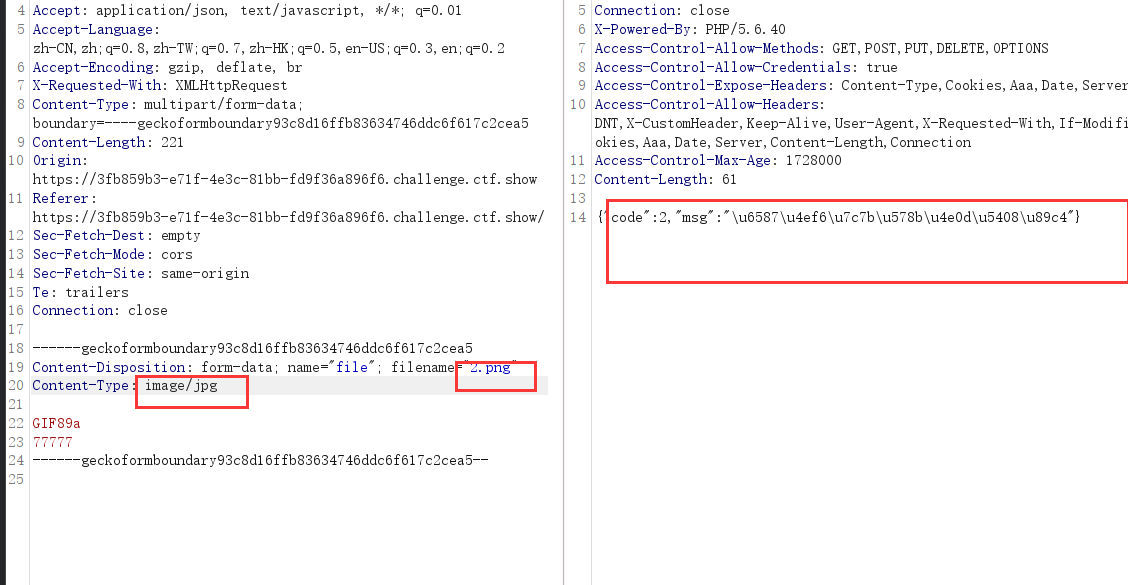 4 Accept: application/json, text/javascript, */*; q=0.01
5 Accept-Language:
zh-CN,zh;q=0.8,zh-TW;q=0.7,zh-HK;q=0.5,en-US;q=0.3,en;q=0.2
6 Accept-Encoding: gzip, deflate, br
7 X-Requested-With: XMLHttpRequest
8 Content-Type: multipart/form-data;
boundary=----geckoformboundary93c8d16ffb83634746ddc6f617c2cea5
9 Content-Length: 221
10 Origin:
https://3fb859b3-e71f-4e3c-81bb-fd9f36a896f6.challenge.ctf.show
11 Referer:
https://3fb859b3-e71f-4e3c-81bb-fd9f36a896f6.challenge.ctf.show/
12 Sec-Fetch-Dest: empty
13 Sec-Fetch-Mode: cors
14 Sec-Fetch-Site: same-origin
15 Te: trailers
16 Connection: close
17
18 ------geckoformboundary93c8d16ffb83634746ddc6f617c2cea5
19 Content-Disposition: form-data; name="file"; filename="2.png"
20 Content-Type: image/jpg
21
22 GIF89a
23 77777
24 ------geckoformboundary93c8d16ffb83634746ddc6f617c2cea5--
25
5 Connection: close
6 X-Powered-By: PHP/5.6.40
7 Access-Control-Allow-Methods: GET,POST,PUT,DELETE,OPTIONS
8 Access-Control-Allow-Credentials: true
9 Access-Control-Expose-Headers: Content-Type,Cookies,Aaa,Date,Server
10 Access-Control-Allow-Headers:
DNT,X-CustomHeader,Keep-Alive,User-Agent,X-Requested-With,If-Modifi
okies,Aaa,Date,Server,Content-Length,Connection
11 Access-Control-Max-Age: 1728000
12 Content-Length: 61
13
14 {"code":2,"msg":"\u6587\u4ef6\u7c7b\u578b\u4e0d\u5408\u89c4"}